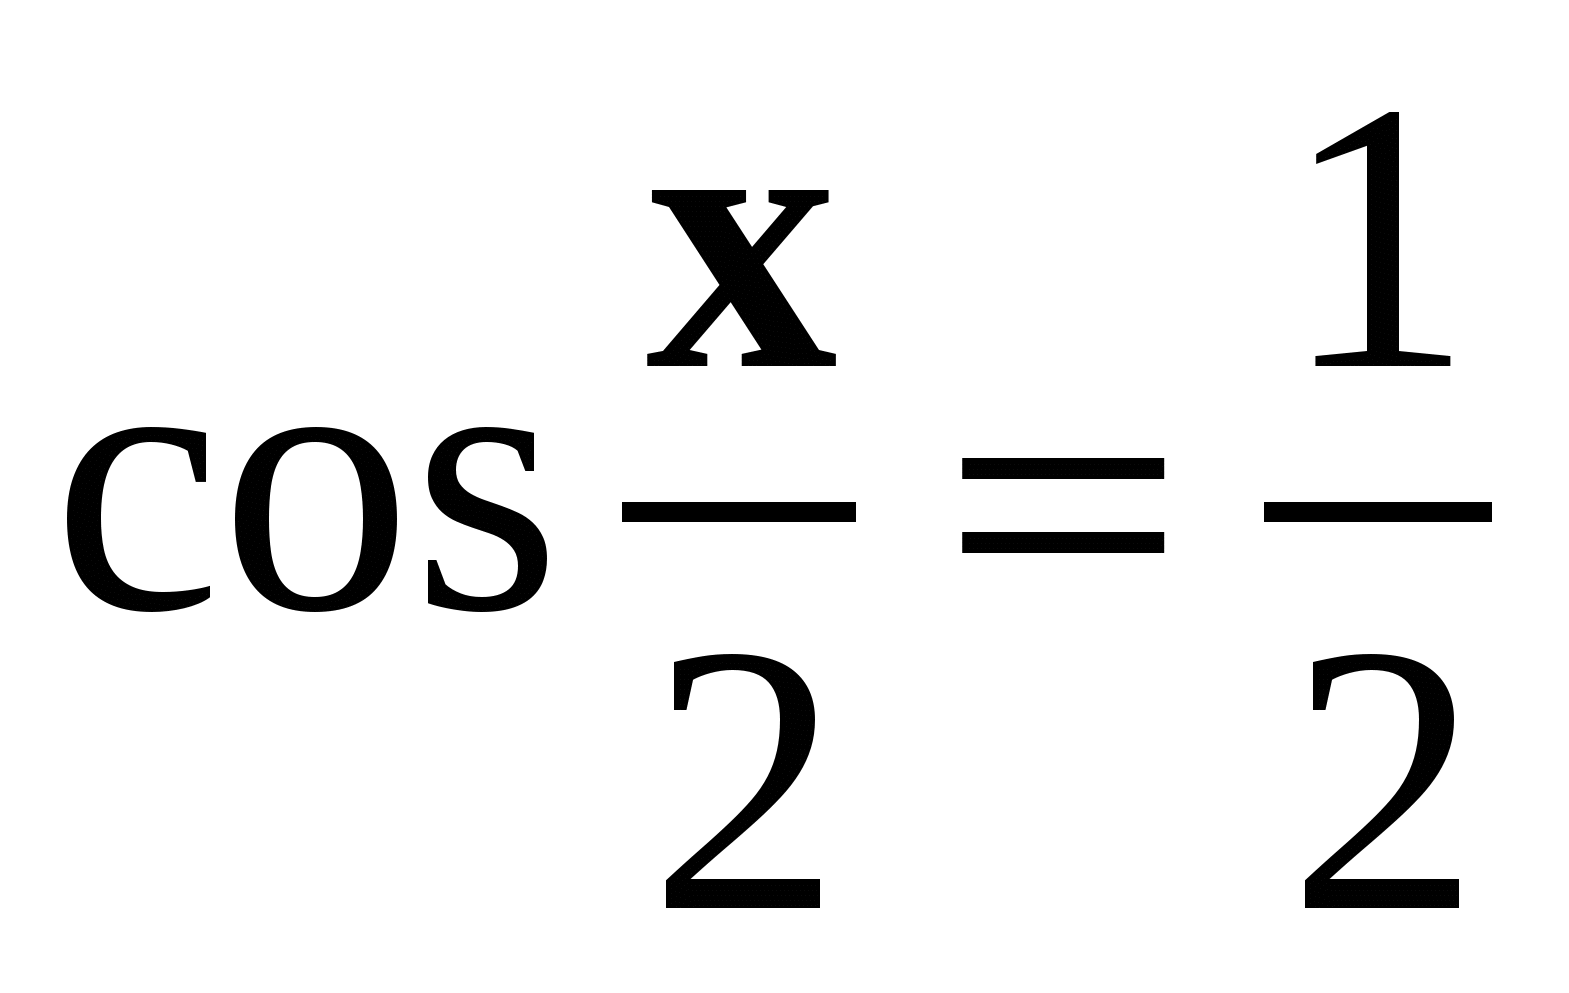 cos x/2 = 1/2